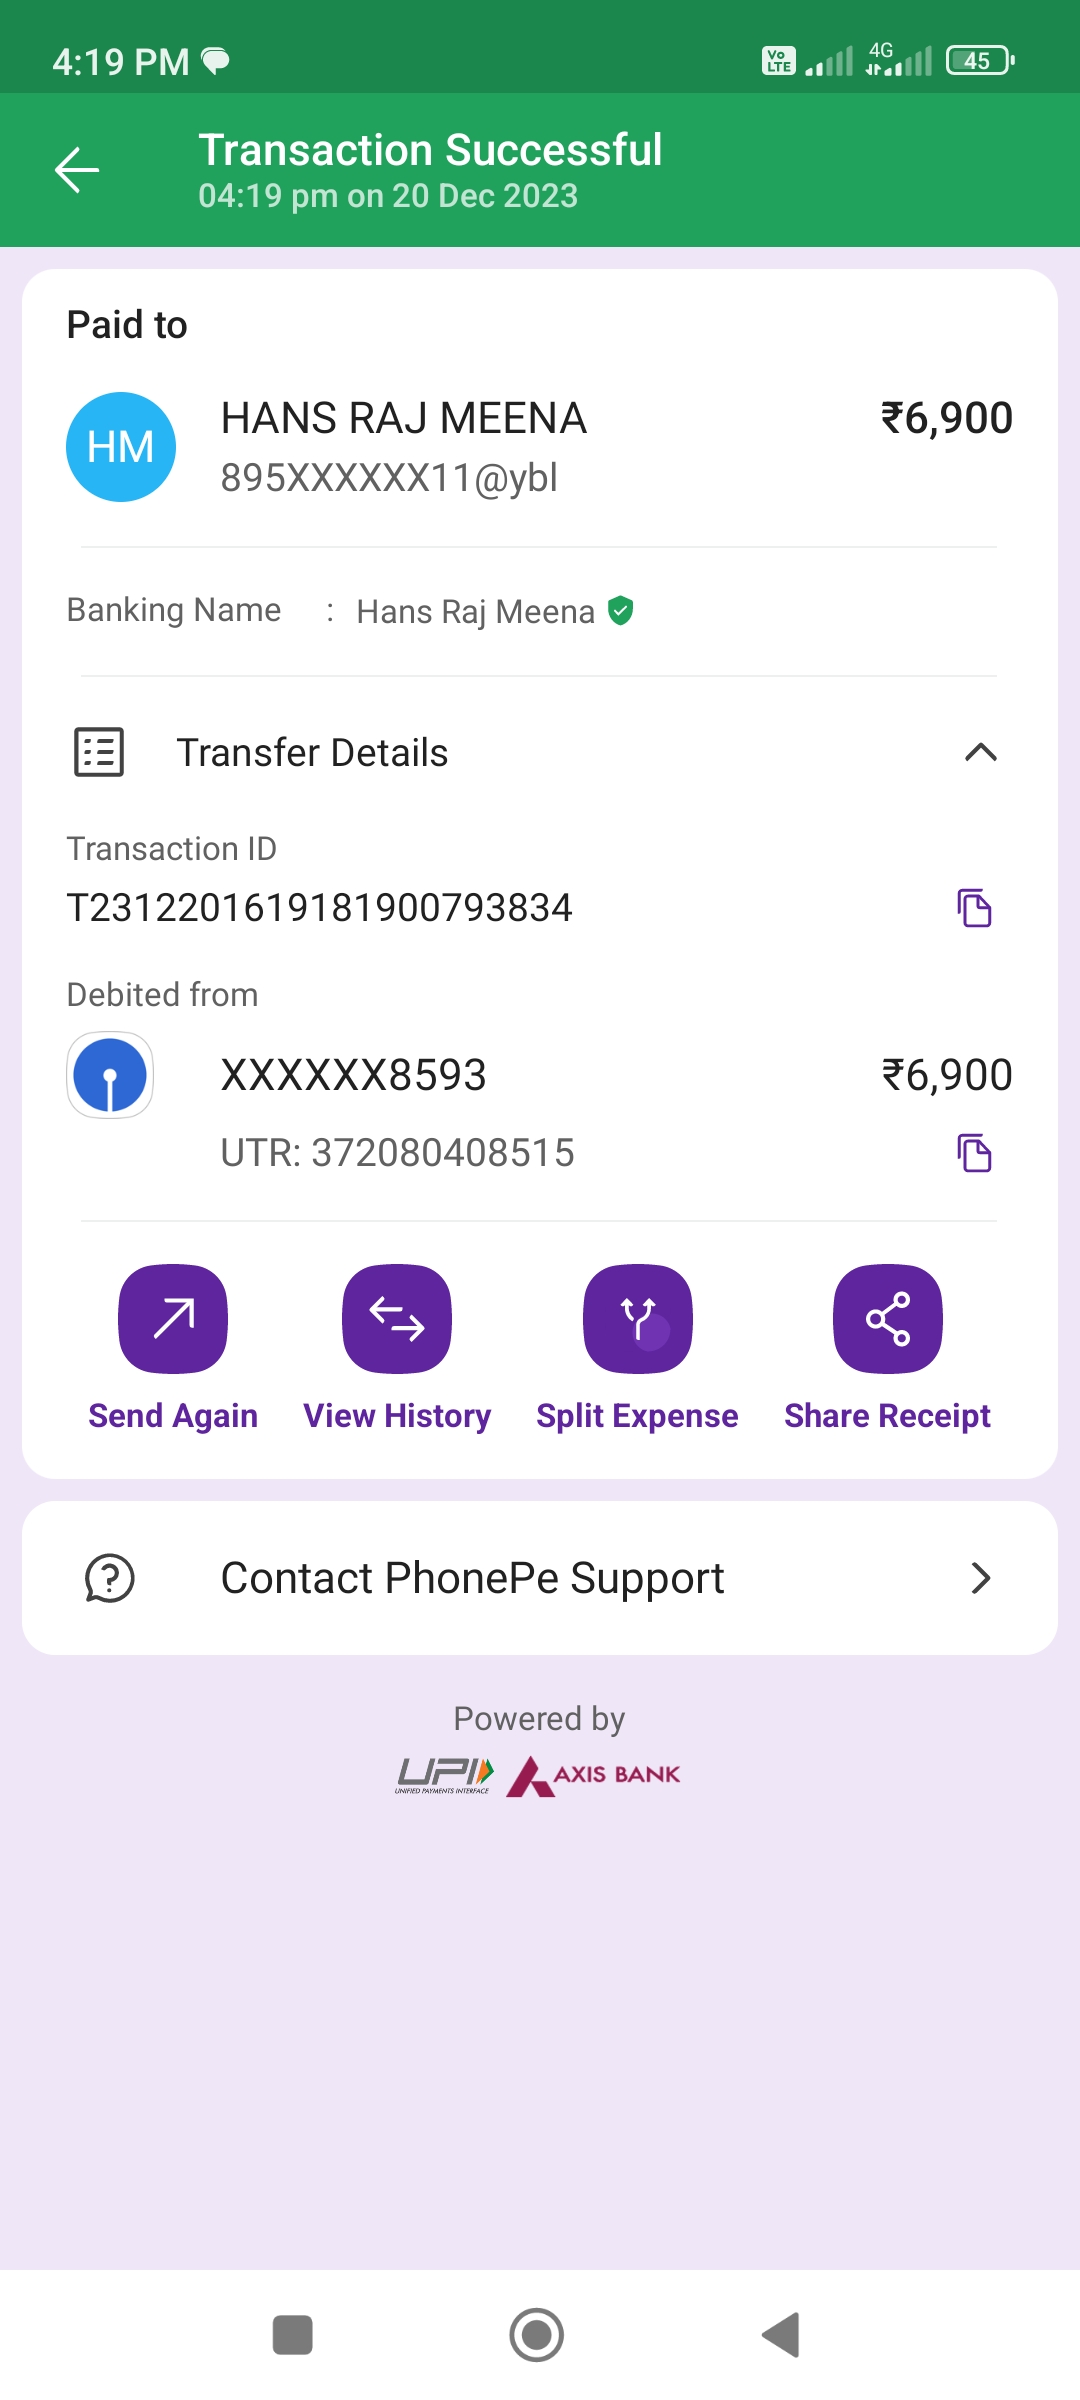 4:19 PM
Vo LTE 4G 45
Transaction Successful
04:19 pm on 20 Dec 2023
Paid to
HM
HANS RAJ MEENA ₹6,900
895XXXXXX11@ybl
Banking Name : Hans Raj Meena
Transfer Details
Transaction ID
T2312201619181900793834
Debited from
XXXXXX8593 ₹6,900
UTR: 372080408515
Send Again View History Split Expense Share Receipt
Contact PhonePe Support
Powered by
UPI AXIS BANK
UNIFIED PAYMENTS INTERFACE